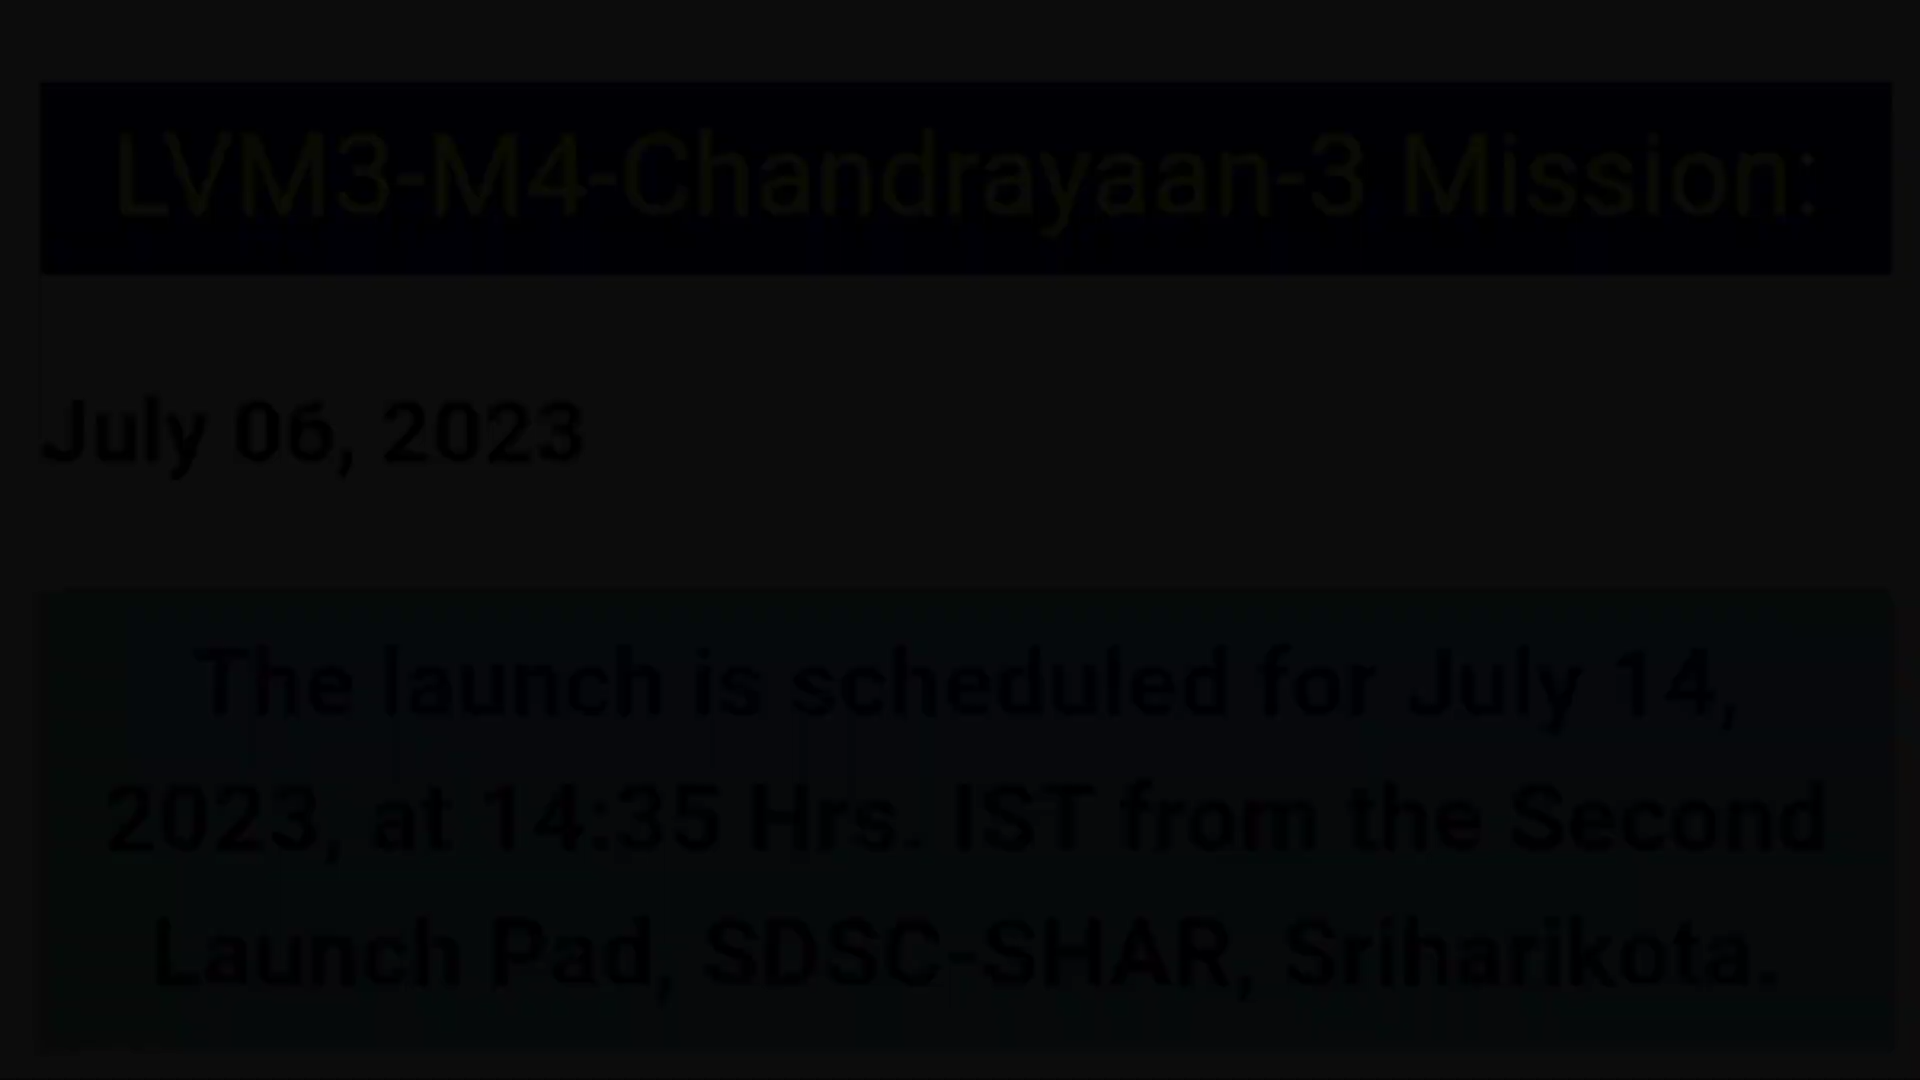 LVM3-M4-Chandrayaan-3 Mission:
July 06, 2023
The launch is scheduled for July 14,
2023, at 14:35 Hrs. IST from the Second
Launch Pad, SDSC-SHAR, Sriharikota.